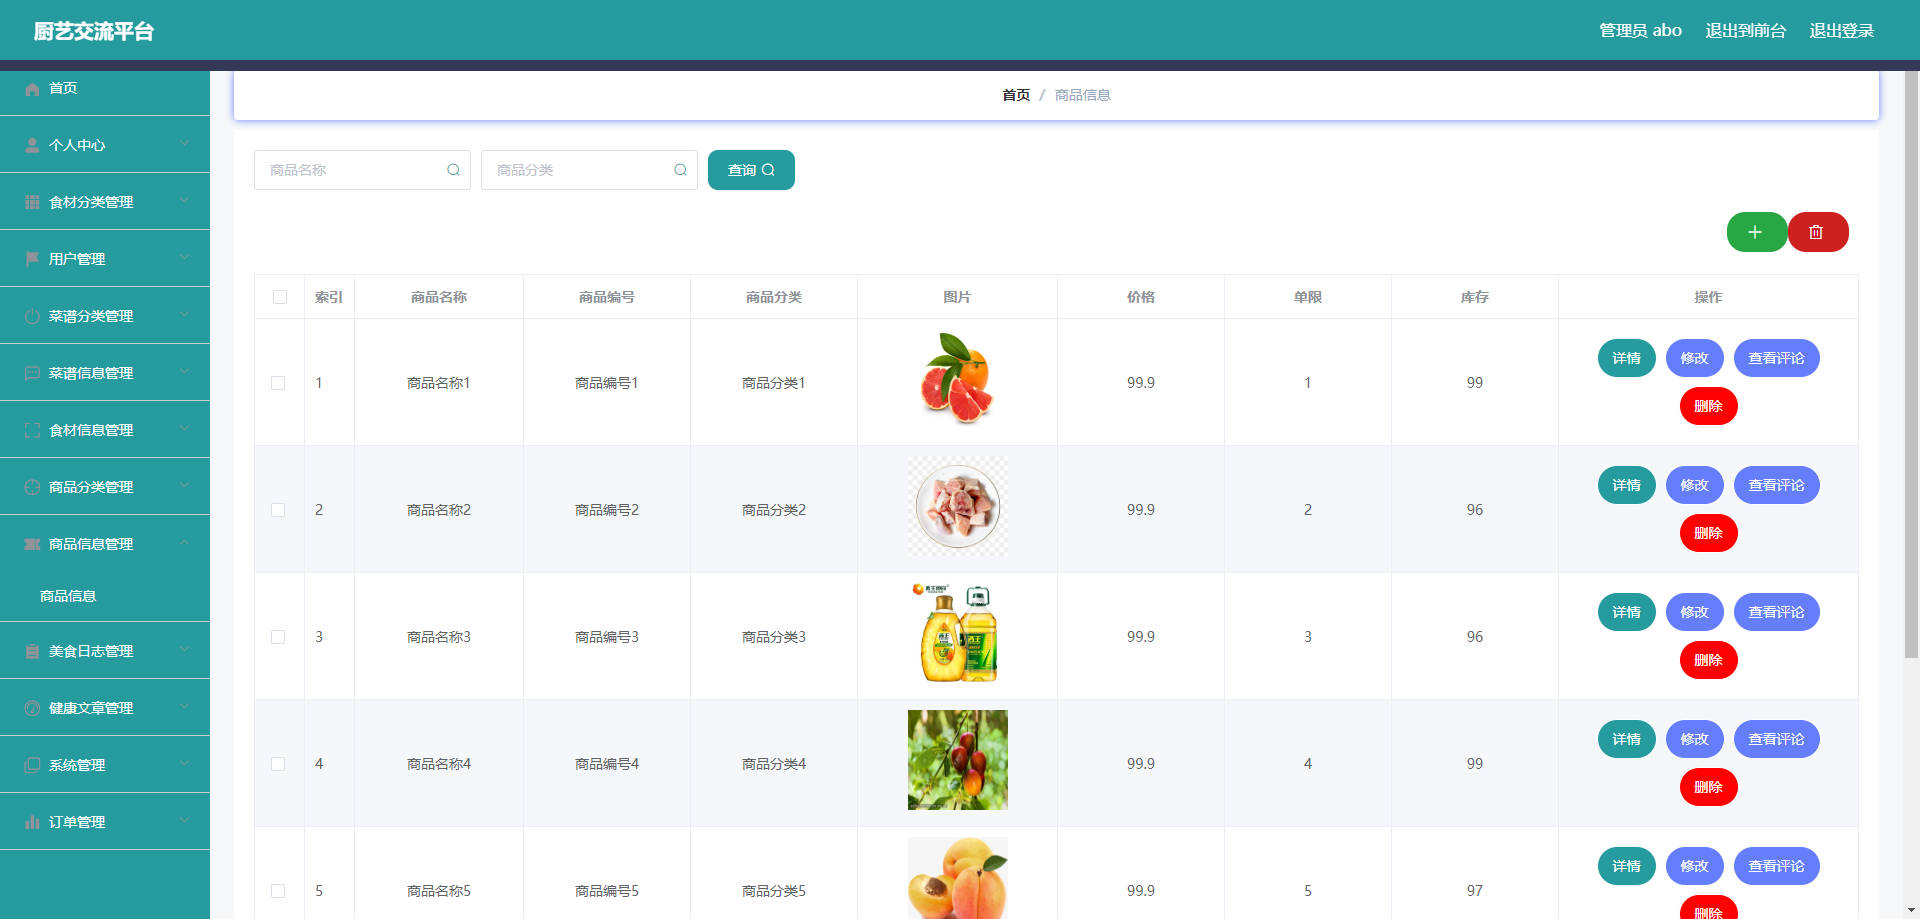 厨艺交流平台
管理员 abo 退出到前台 退出登录
首页
个人中心
食材分类管理
用户管理
菜谱分类管理
菜谱信息管理
食材信息管理
商品分类管理
商品信息管理
商品信息
美食日志管理
健康文章管理
系统管理
订单管理
首页 / 商品信息
商品名称 商品分类 查询
索引 商品名称 商品编号 商品分类 图片 价格 单限 库存 操作
1 商品名称1 商品编号1 商品分类1 99.9 1 99 详情 修改 查看评论
删除
2 商品名称2 商品编号2 商品分类2 99.9 2 96 详情 修改 查看评论
删除
3 商品名称3 商品编号3 商品分类3 99.9 3 96 详情 修改 查看评论
删除
4 商品名称4 商品编号4 商品分类4 99.9 4 99 详情 修改 查看评论
删除
5 商品名称5 商品编号5 商品分类5 99.9 5 97 详情 修改 查看评论
删除